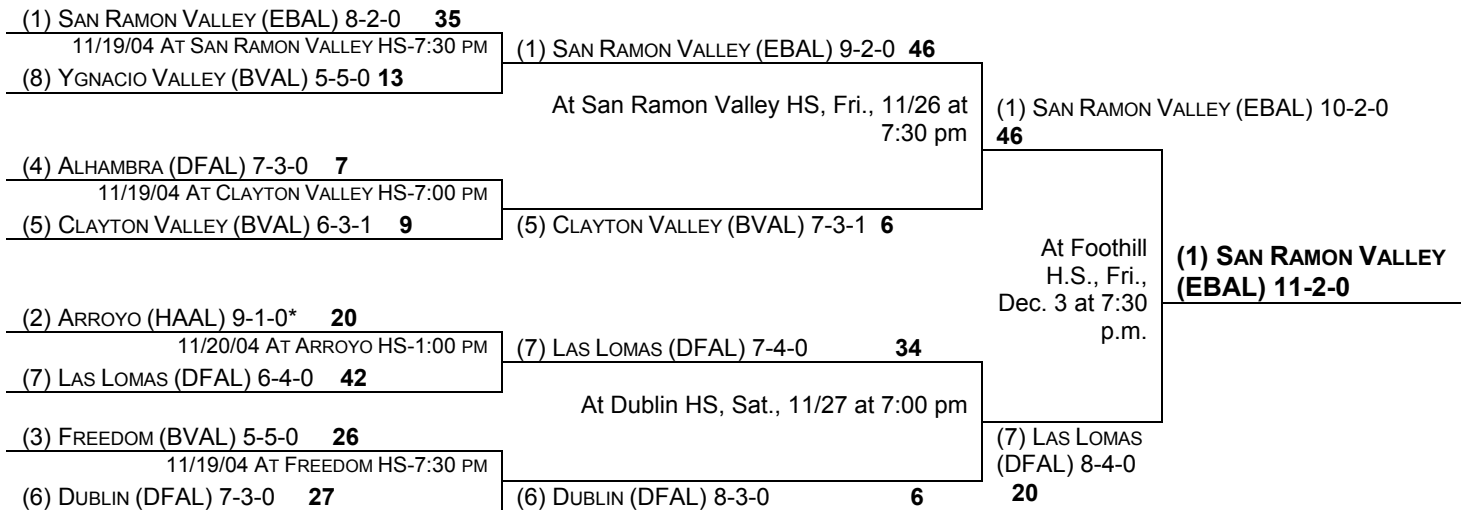 (1) SAN RAMON VALLEY (EBAL) 8-2-0 35
11/19/04 AT SAN RAMON VALLEY HS-7:30 PM
(8) YGNACIO VALLEY (BVAL) 5-5-0 13
(1) SAN RAMON VALLEY (EBAL) 9-2-0 46
At San Ramon Valley HS, Fri., 11/26 at
7:30 pm
(4) ALHAMBRA (DFAL) 7-3-0 7
11/19/04 AT CLAYTON VALLEY HS-7:00 PM
(5) CLAYTON VALLEY (BVAL) 6-3-1 9
(5) CLAYTON VALLEY (BVAL) 7-3-1 6
(1) SAN RAMON VALLEY (EBAL) 10-2-0
46
At Foothill
H.S., Fri.,
Dec. 3 at 7:30
p.m.
(1) SAN RAMON VALLEY
(EBAL) 11-2-0
(2) ARROYO (HAAL) 9-1-0* 20
11/20/04 AT ARROYO HS-1:00 PM
(7) LAS LOMAS (DFAL) 6-4-0 42
(7) LAS LOMAS (DFAL) 7-4-0 34
At Dublin HS, Sat., 11/27 at 7:00 pm
(3) FREEDOM (BVAL) 5-5-0 26
11/19/04 AT FREEDOM HS-7:30 PM
(6) DUBLIN (DFAL) 7-3-0 27
(6) DUBLIN (DFAL) 8-3-0 6
(7) LAS LOMAS
(DFAL) 8-4-0
20